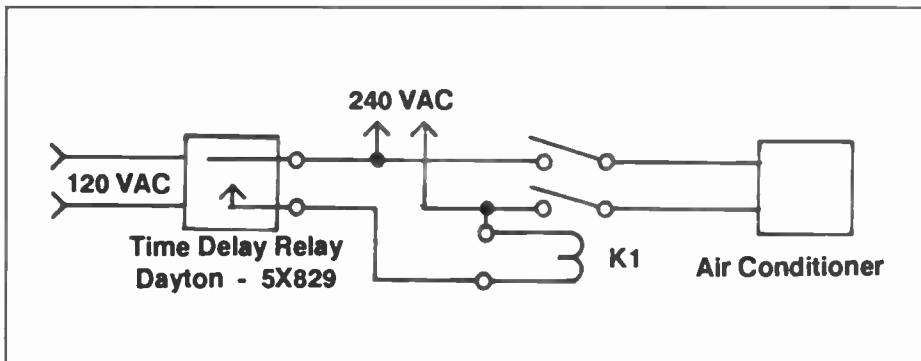 240 VAC
120 VAC
Time Delay Relay
Dayton - 5X829
K1
Air Conditioner